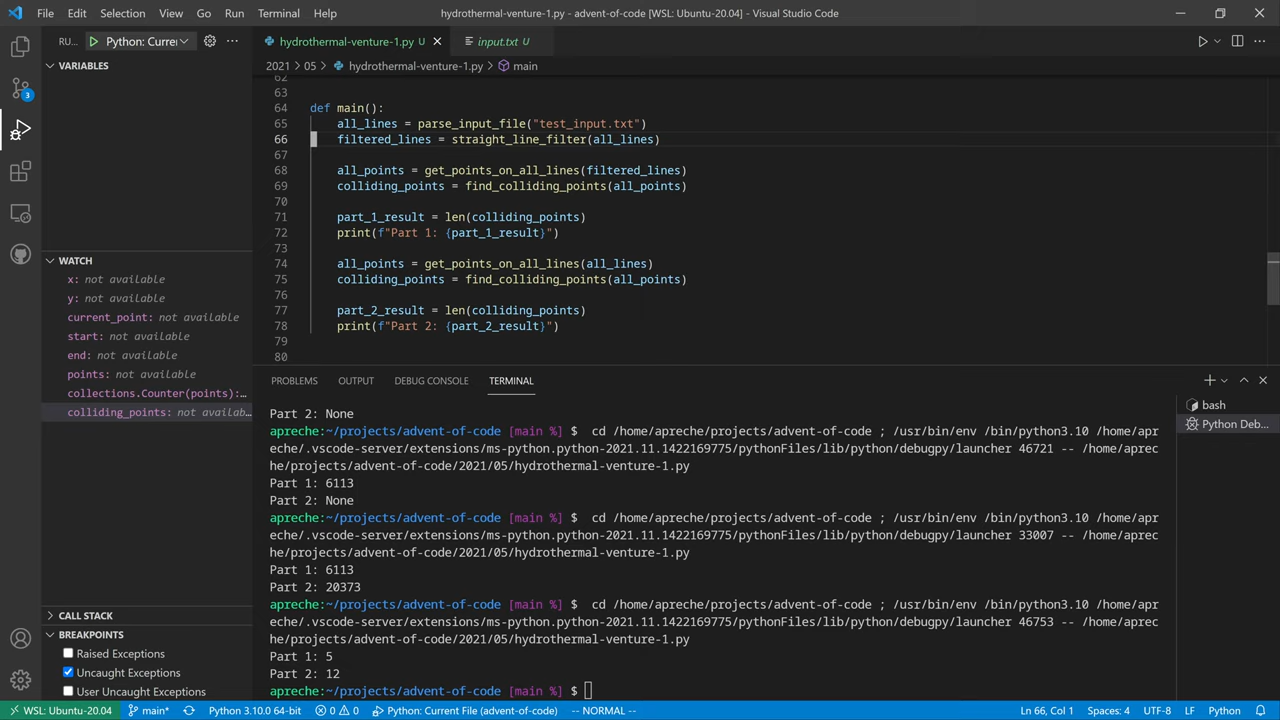 File Edit Selection View Go Run Terminal Help hydrothermal-venture-1.py - advent-of-code [WSL: Ubuntu-20.04] - Visual Studio Code
RU... Python: Currer ... hydrothermal-venture-1.py U input.txt U
VARIABLES
2021 > 05 > hydrothermal-venture-1.py > main
62
63
64 def main():
65 all_lines = parse_input_file("test_input.txt")
66 filtered_lines = straight_line_filter(all_lines)
67
68 all_points = get_points_on_all_lines(filtered_lines)
69 colliding_points = find_colliding_points(all_points)
70
71 part_1_result = len(colliding_points)
72 print(f"Part 1: {part_1_result}")
73
74 all_points = get_points_on_all_lines(all_lines)
75 colliding_points = find_colliding_points(all_points)
76
77 part_2_result = len(colliding_points)
78 print(f"Part 2: {part_2_result}")
79
80
WATCH
x: not available
y: not available
current_point: not available
start: not available
end: not available
points: not available
collections.Counter(points):...
colliding_points: not availab...
CALL STACK
BREAKPOINTS
Raised Exceptions
Uncaught Exceptions
User Uncaught Exceptions
3
PROBLEMS OUTPUT DEBUG CONSOLE TERMINAL
Part 2: None
apreche:~/projects/advent-of-code [main %] $ cd /home/apreche/projects/advent-of-code ; /usr/bin/env /bin/python3.10 /home/apr
eche/.vscode-server/extensions/ms-python.python-2021.11.1422169775/pythonFiles/lib/python/debugpy/launcher 46721 -- /home/aprec
he/projects/advent-of-code/2021/05/hydrothermal-venture-1.py
Part 1: 6113
Part 2: None
apreche:~/projects/advent-of-code [main %] $ cd /home/apreche/projects/advent-of-code ; /usr/bin/env /bin/python3.10 /home/apr
eche/.vscode-server/extensions/ms-python.python-2021.11.1422169775/pythonFiles/lib/python/debugpy/launcher 33007 -- /home/aprec
he/projects/advent-of-code/2021/05/hydrothermal-venture-1.py
Part 1: 6113
Part 2: 20373
apreche:~/projects/advent-of-code [main %] $ cd /home/apreche/projects/advent-of-code ; /usr/bin/env /bin/python3.10 /home/apr
eche/.vscode-server/extensions/ms-python.python-2021.11.1422169775/pythonFiles/lib/python/debugpy/launcher 46753 -- /home/aprec
he/projects/advent-of-code/2021/05/hydrothermal-venture-1.py
Part 1: 5
Part 2: 12
apreche:~/projects/advent-of-code [main %] $
bash
Python Deb...
WSL: Ubuntu-20.04 main* Python 3.10.0 64-bit 0 0 Python: Current File (advent-of-code) -- NORMAL -- Ln 66, Col 1 Spaces: 4 UTF-8 LF Python